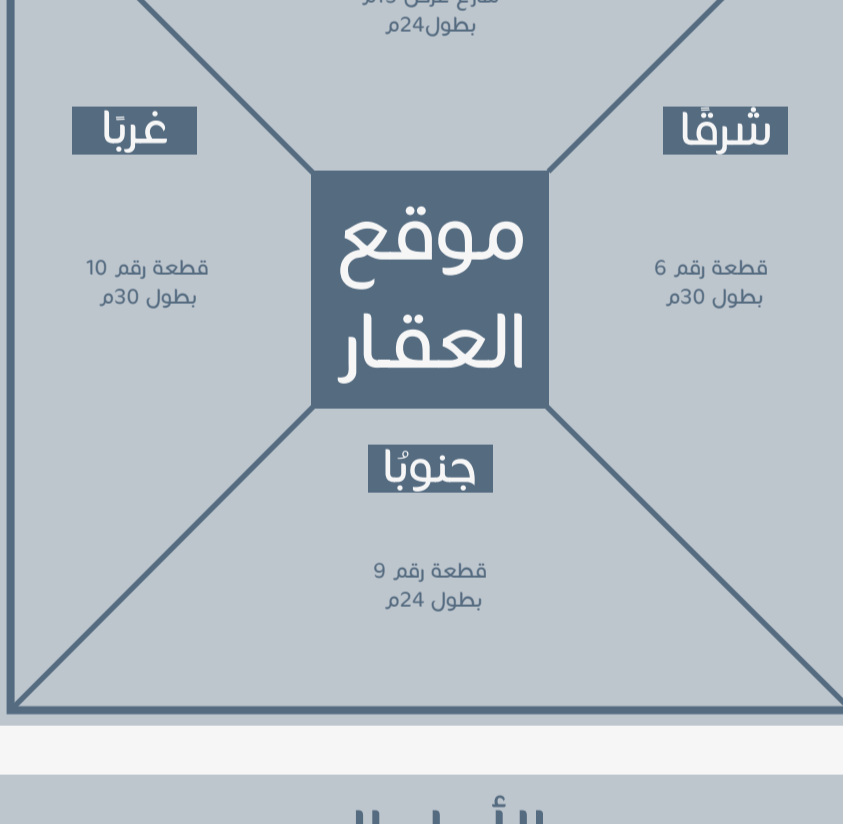 بطول24م
شرقًا
قطعة رقم 6
بطول 30م
غربًا
قطعة رقم 10
بطول 30م
موقع
العقار
جنوبًا
قطعة رقم 9
بطول 24م